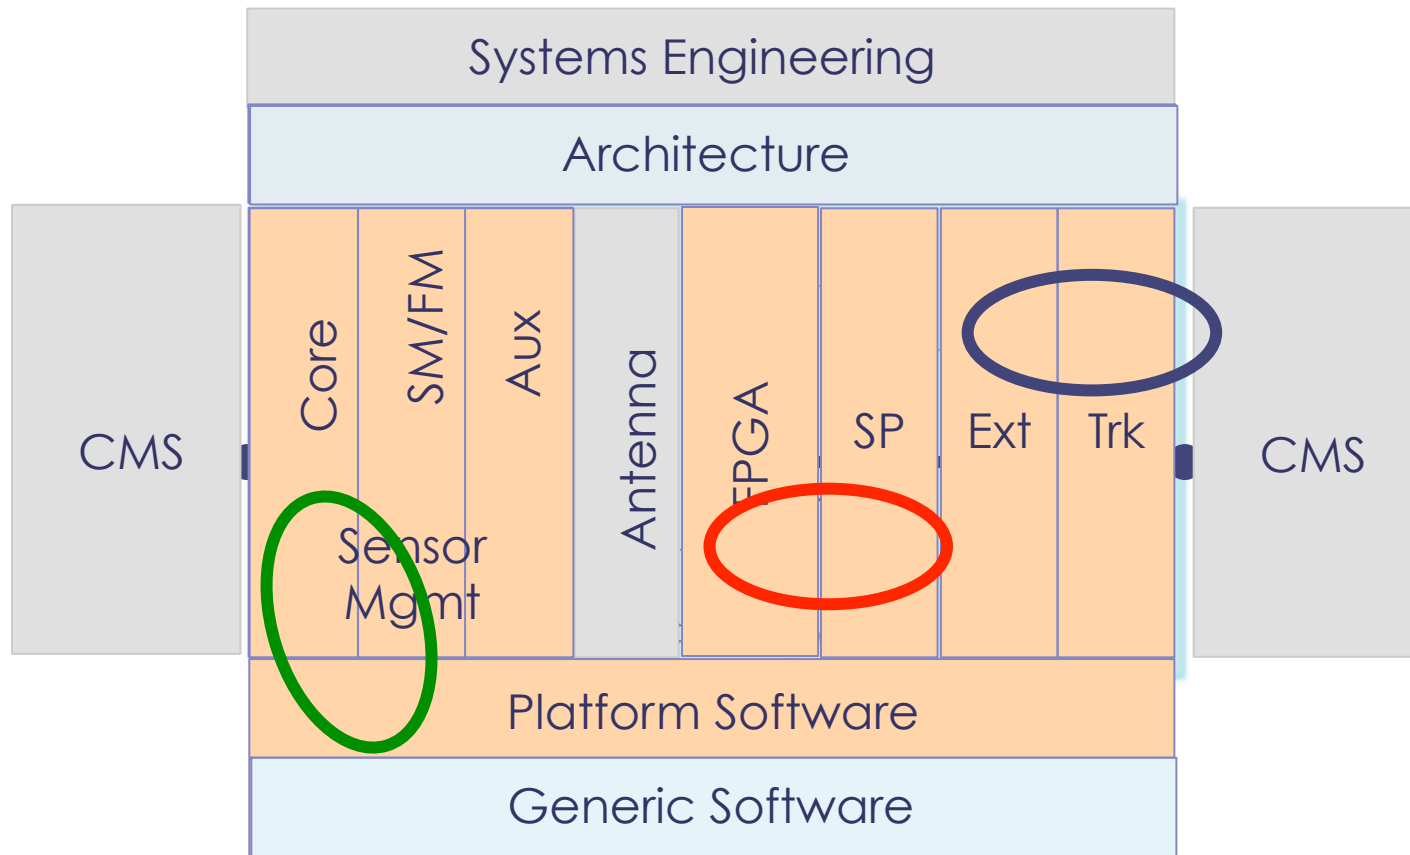 Systems Engineering
Architecture
CMS
Core
SM/FM
Aux
Antenna
FPGA
SP
Ext
Trk
CMS
Sensor
Mgmt
Platform Software
Generic Software